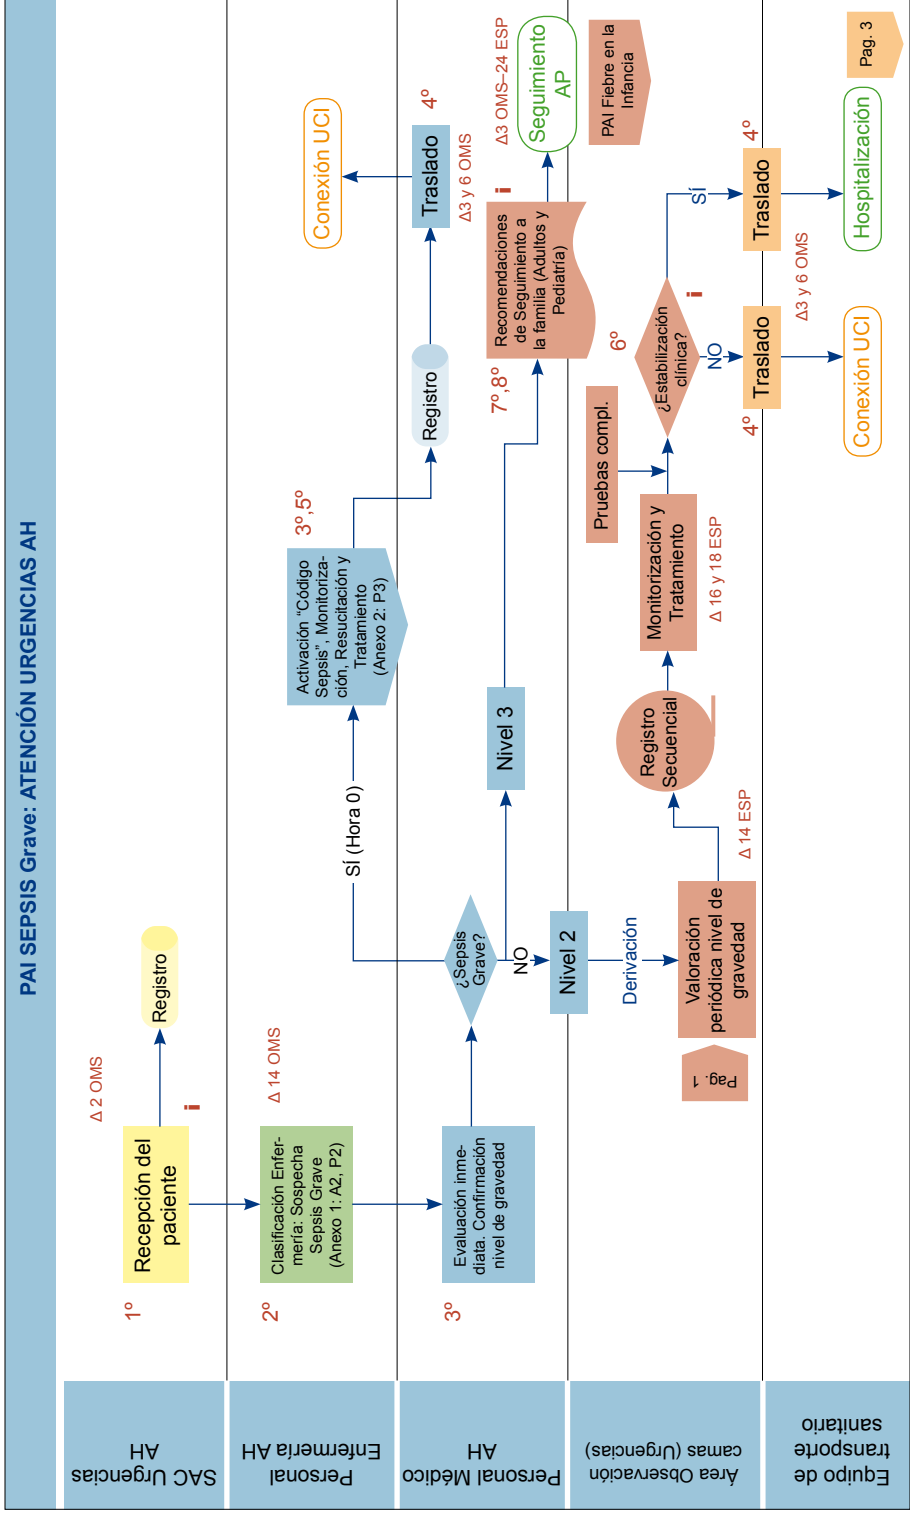 PAI SEPSIS Grave: ATENCIÓN URGENCIAS AH
SAC Urgencias
AH
1º
Recepción del
paciente
i
Δ 2 OMS
Registro
Personal
Enfermería AH
2º
Clasificación Enfer-
mería: Sospecha
Sepsis Grave
(Anexo 1: A2, P2)
Δ 14 OMS
SÍ (Hora 0)
Activación “Código
Sepsis”, Monitoriza-
ción, Resucitación y
Tratamiento
(Anexo 2: P3)
3º,5º
Conexión UCI
Personal Médico
AH
3º
Evaluación inme-
diata. Confirmación
nivel de gravedad
¿Sepsis
Grave?
NO
Nivel 3
Registro
Traslado
4º
Δ3 y 6 OMS
7º,8º
Recomendaciones
de Seguimiento a
la familia (Adultos y
Pediatría)
i
Δ3 OMS–24 ESP
Seguimiento
AP
Área Observación
camas (Urgencias)
Nivel 2
Derivación
Pag. 1
Valoración
periódica nivel de
gravedad
Δ 14 ESP
Registro
Secuencial
Monitorización y
Tratamiento
Δ 16 y 18 ESP
Pruebas compl.
6º
¿Estabilización
clínica?
i
NO
SÍ
PAI Fiebre en la
Infancia
4º
Traslado
Traslado
4º
Δ3 y 6 OMS
Equipo de
transporte
sanitario
Conexión UCI
Hospitalización
Pag. 3